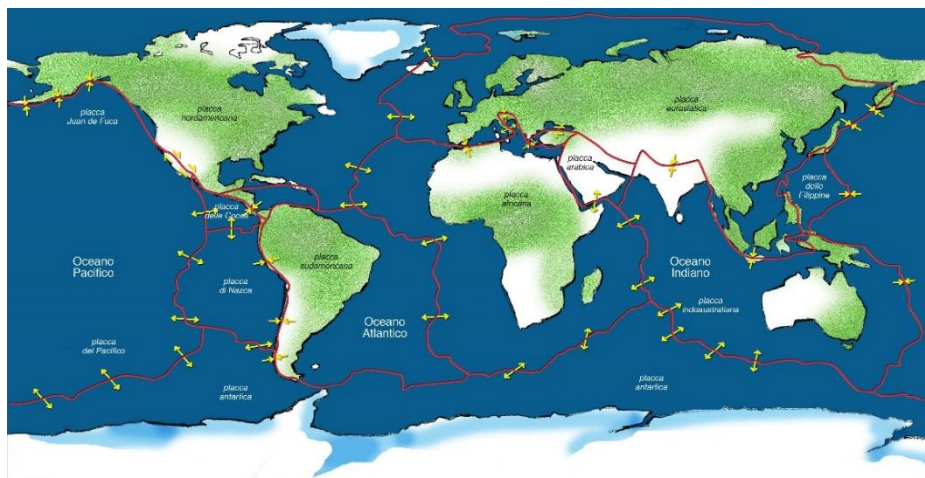 placca
Juan de Fuca
placca
nordamericana
placca
euroasiatica
placca
arabica
placca
dello
Filippine
placca
africana
placca
delle Cocos
placca
sudamericana
Oceano
Pacifico
placca
di Nazca
Oceano
Atlantico
Oceano
Indiano
placca
indoaustraliana
placca
del Pacifico
placca
antartica
placca
antartica